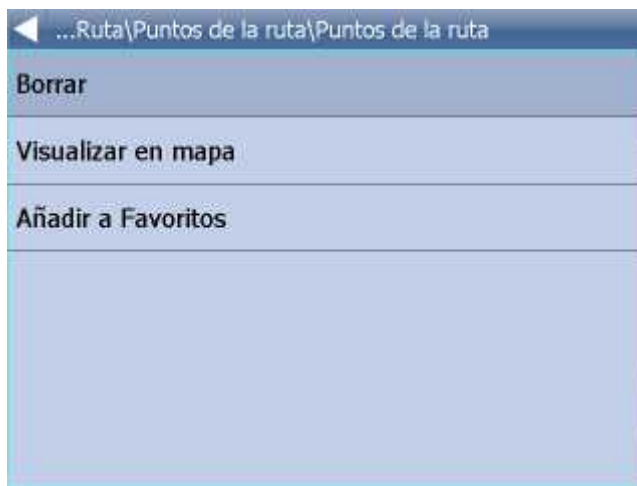 ...Ruta\Puntos de la ruta\Puntos de la ruta
Borrar
Visualizar en mapa
Añadir a Favoritos